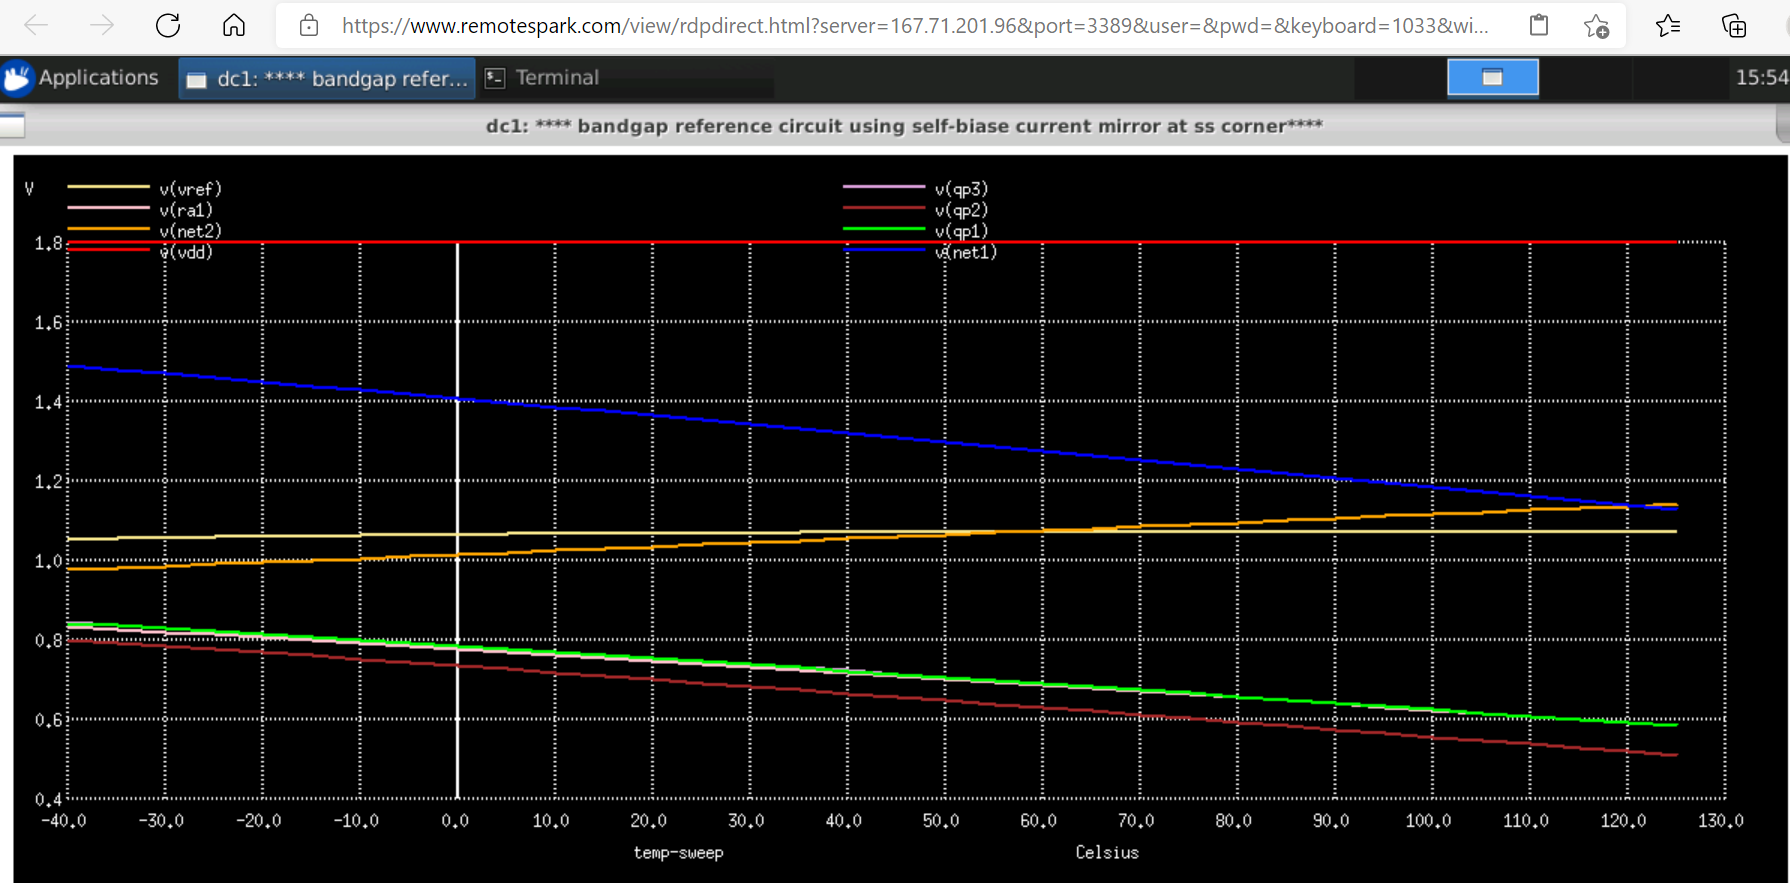 https://www.remotespark.com/view/rdpdirect.html?server=167.71.201.96&port=3389&user=&pwd=&keyboard=1033&wi...
Applications dc1: **** bandgap refer... Terminal 15:54
dc1: **** bandgap reference circuit using self-biase current mirror at ss corner****
V v(vref) v(qp3)
v(ra1) v(qp2)
v(net2) v(qp1)
v(vdd) v(net1)
1.8
1.6
1.4
1.2
1.0
0.8
0.6
0.4
-40.0 -30.0 -20.0 -10.0 0.0 10.0 20.0 30.0 40.0 50.0 60.0 70.0 80.0 90.0 100.0 110.0 120.0 130.0
temp-sweep Celsius